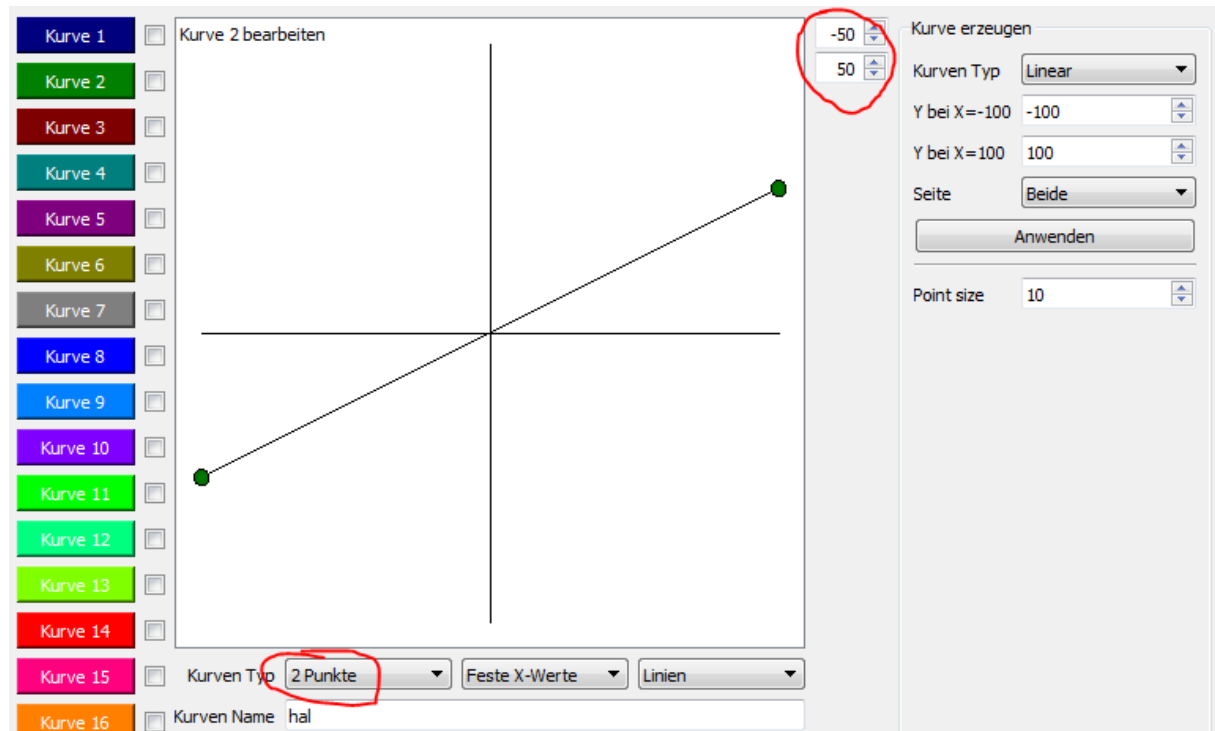 Kurve 1
Kurve 2
Kurve 3
Kurve 4
Kurve 5
Kurve 6
Kurve 7
Kurve 8
Kurve 9
Kurve 10
Kurve 11
Kurve 12
Kurve 13
Kurve 14
Kurve 15
Kurve 16
Kurve 2 bearbeiten
-50
50
Kurven Typ 2 Punkte Feste X-Werte Linien
Kurven Name hal
Kurve erzeugen
Kurven Typ Linear
Y bei X=-100 -100
Y bei X=100 100
Seite Beide
Anwenden
Point size 10